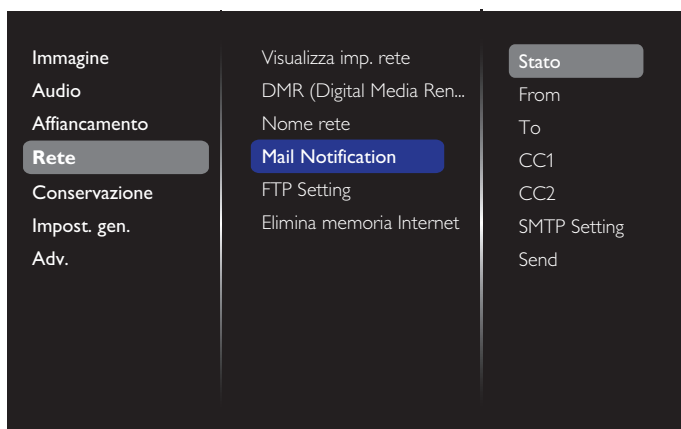 Immagine
Audio
Affiancamento
Rete
Conservazione
Impost. gen.
Adv.
Visualizza imp. rete
DMR (Digital Media Ren...
Nome rete
Mail Notification
FTP Setting
Elimina memoria Internet
Stato
From
To
CC1
CC2
SMTP Setting
Send